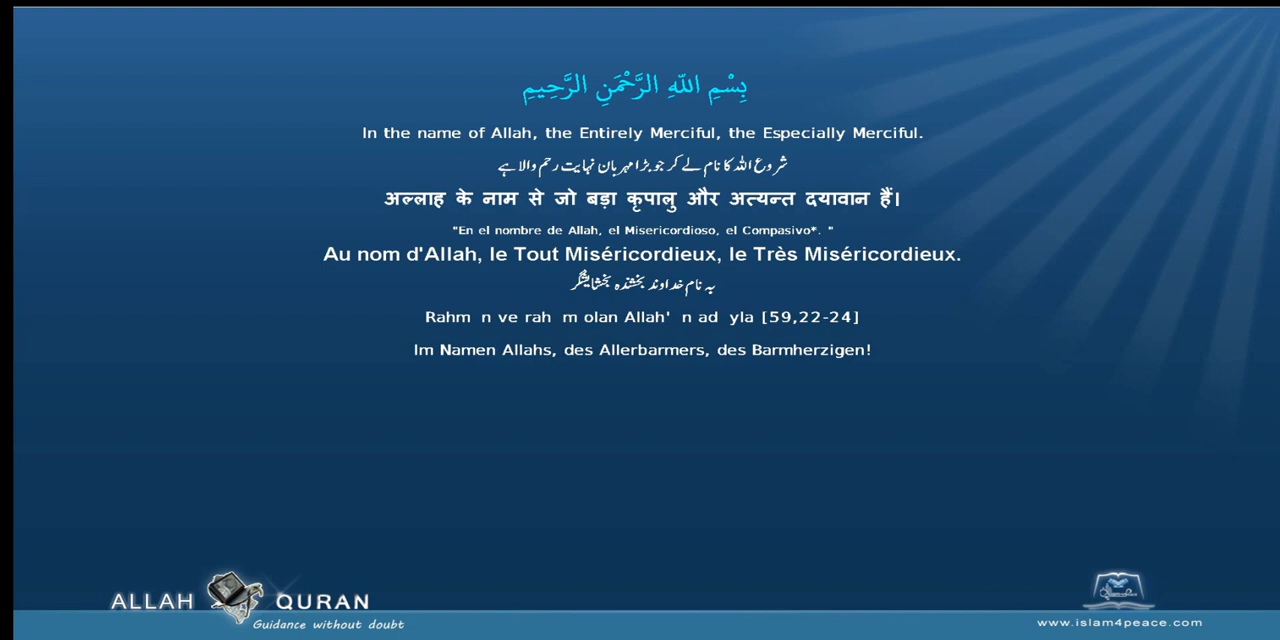 بِسْمِ اللَّهِ الرَّحْمَنِ الرَّحِيمِ
In the name of Allah, the Entirely Merciful, the Especially Merciful.
شروع الله کا نام لے کر جو بڑا مہربان نہایت رحم والا ہے
अल्लाह के नाम से जो बड़ा कृपालु और अत्यन्त दयावान हैं।
"En el nombre de Allah, el Misericordioso, el Compasivo*. "
Au nom d'Allah, le Tout Miséricordieux, le Très Miséricordieux.
به نام خداوند بخشنده بخشایشگر
Rahm n ve rah m olan Allah' n ad yla [59,22-24]
Im Namen Allahs, des Allerbarmers, des Barmherzigen!
ALLAH QURAN
Guidance without doubt
www.islam4peace.com